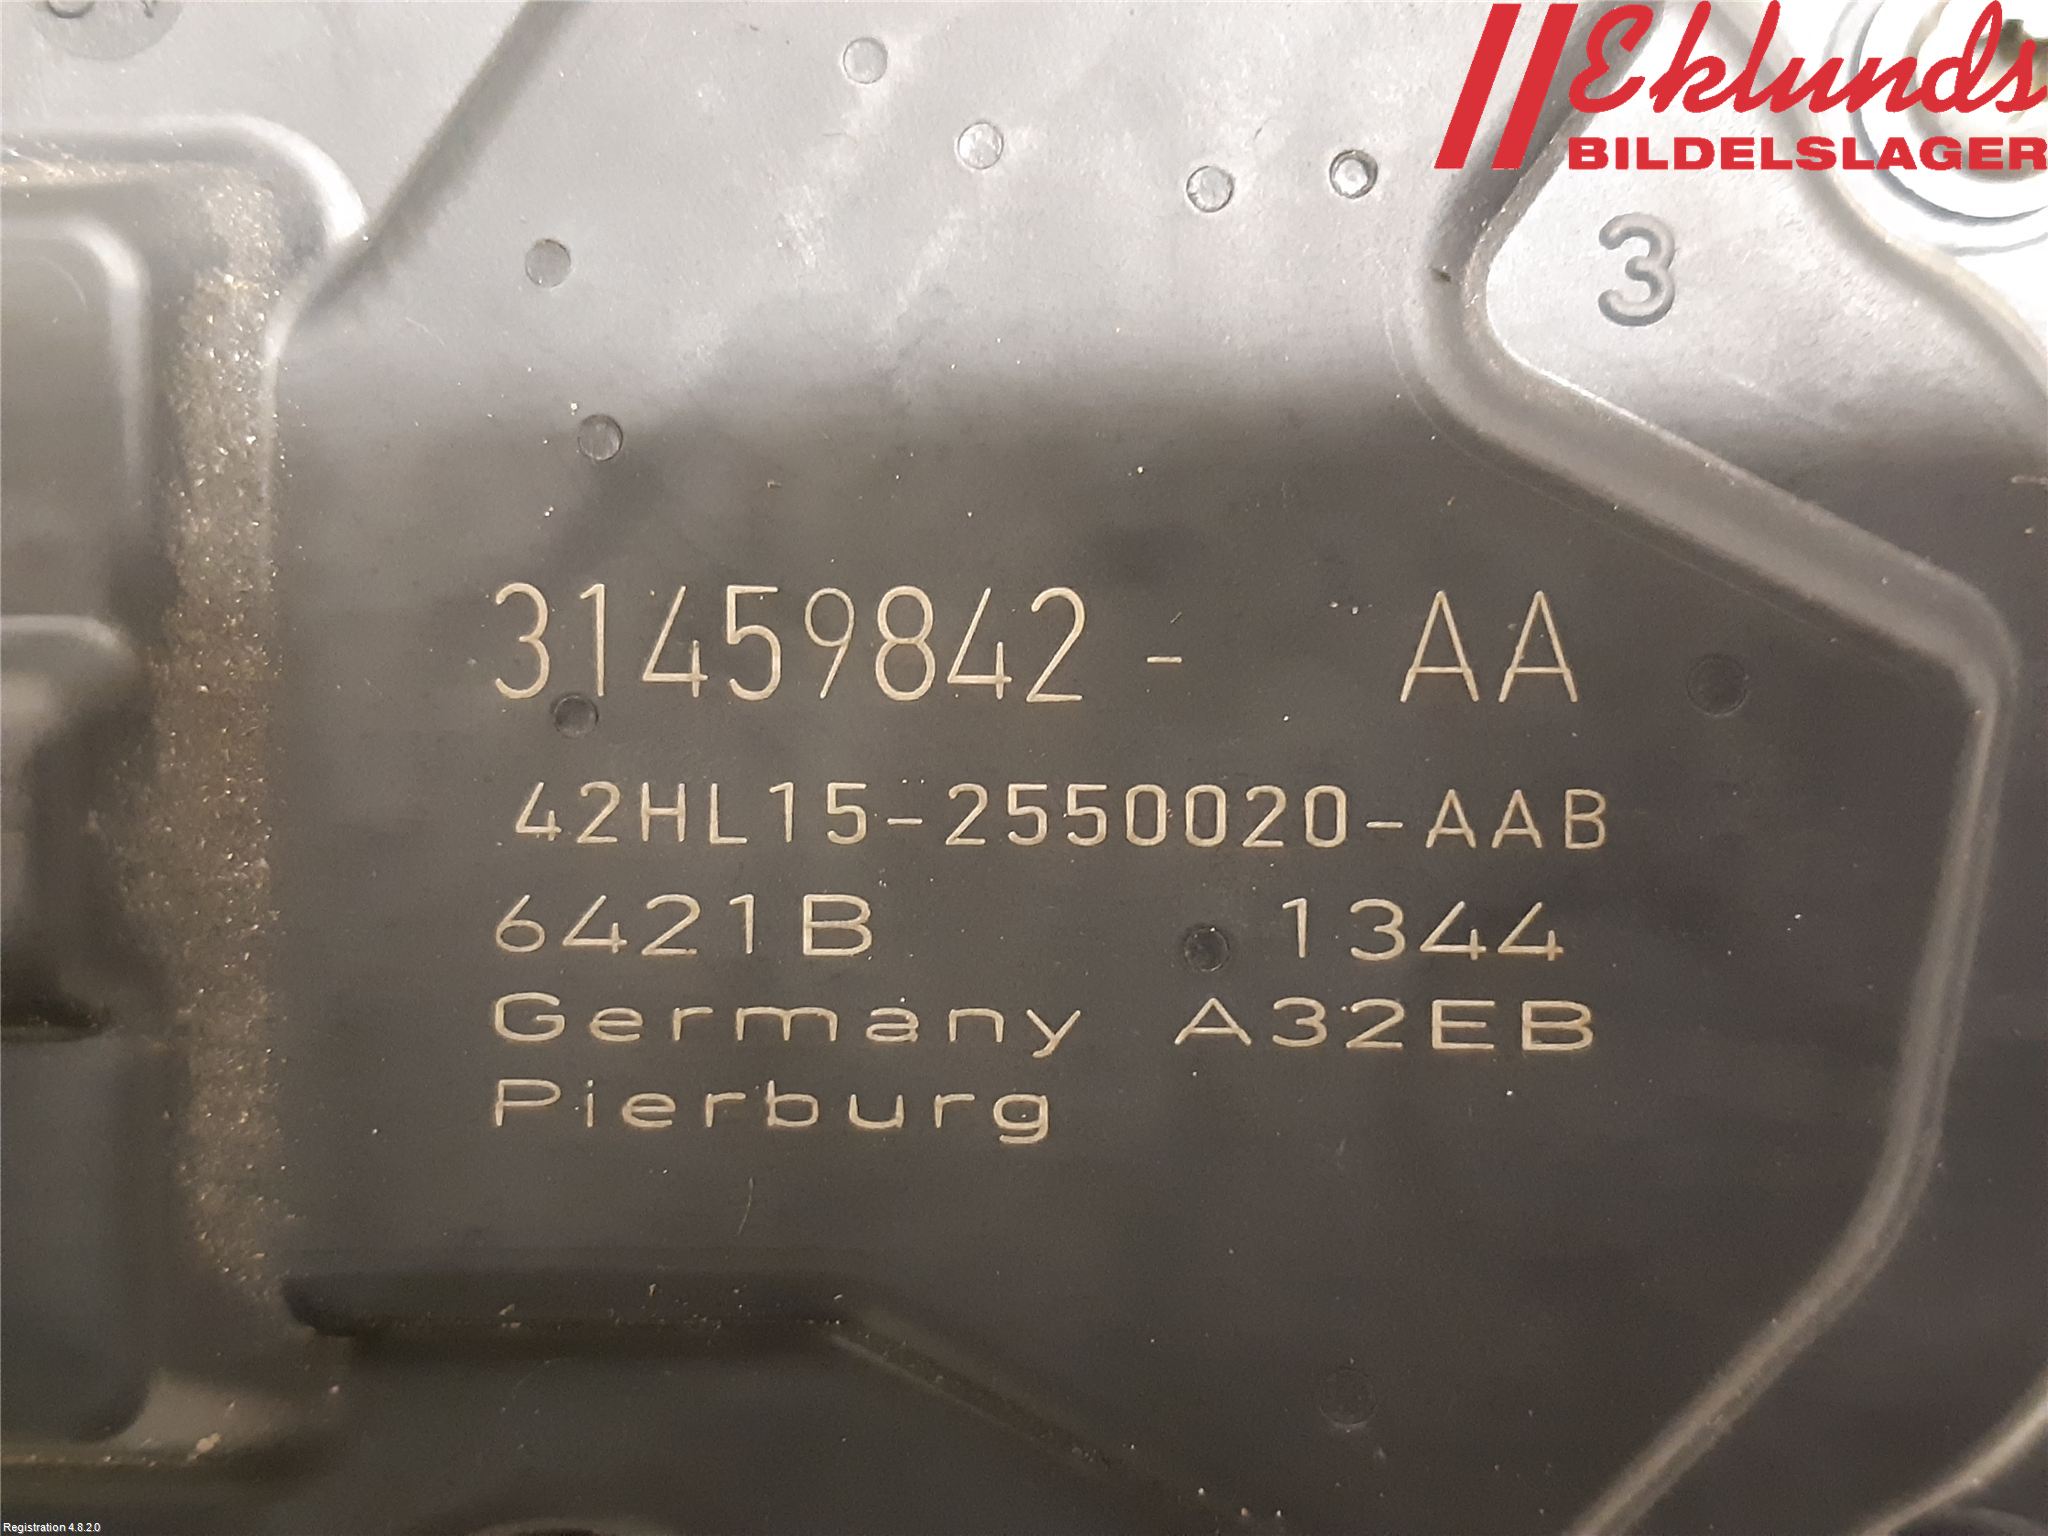 Eklunds
BILDELSLAGER
3
31459842- AA
42HL15-2550020-AAB
6421B 1344
Germany A32EB
Pierburg
Registration 4.8.2.0